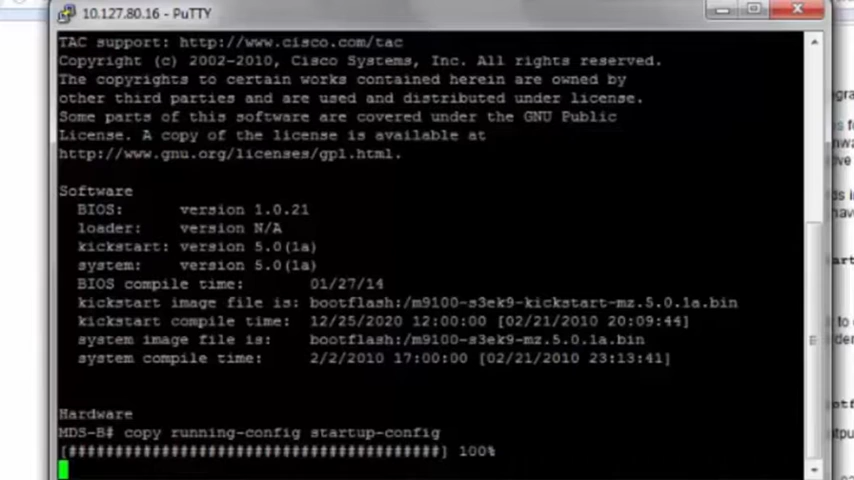 10.127.80.16 - PuTTY
TAC support: http://www.cisco.com/tac
Copyright (c) 2002-2010, Cisco Systems, Inc. All rights reserved.
The copyrights to certain works contained herein are owned by
other third parties and are used and distributed under license.
Some parts of this software are covered under the GNU Public
License. A copy of the license is available at
http://www.gnu.org/licenses/gpl.html.
Software
BIOS: version 1.0.21
loader: version N/A
kickstart: version 5.0(1a)
system: version 5.0(1a)
BIOS compile time: 01/27/14
kickstart image file is: bootflash:/m9100-s3ek9-kickstart-mz.5.0.1a.bin
kickstart compile time: 12/25/2020 12:00:00 [02/21/2010 20:09:44]
system image file is: bootflash:/m9100-s3ek9-mz.5.0.1a.bin
system compile time: 2/2/2010 17:00:00 [02/21/2010 23:13:41]
Hardware
MDS-B# copy running-config startup-config
[########################################] 100%